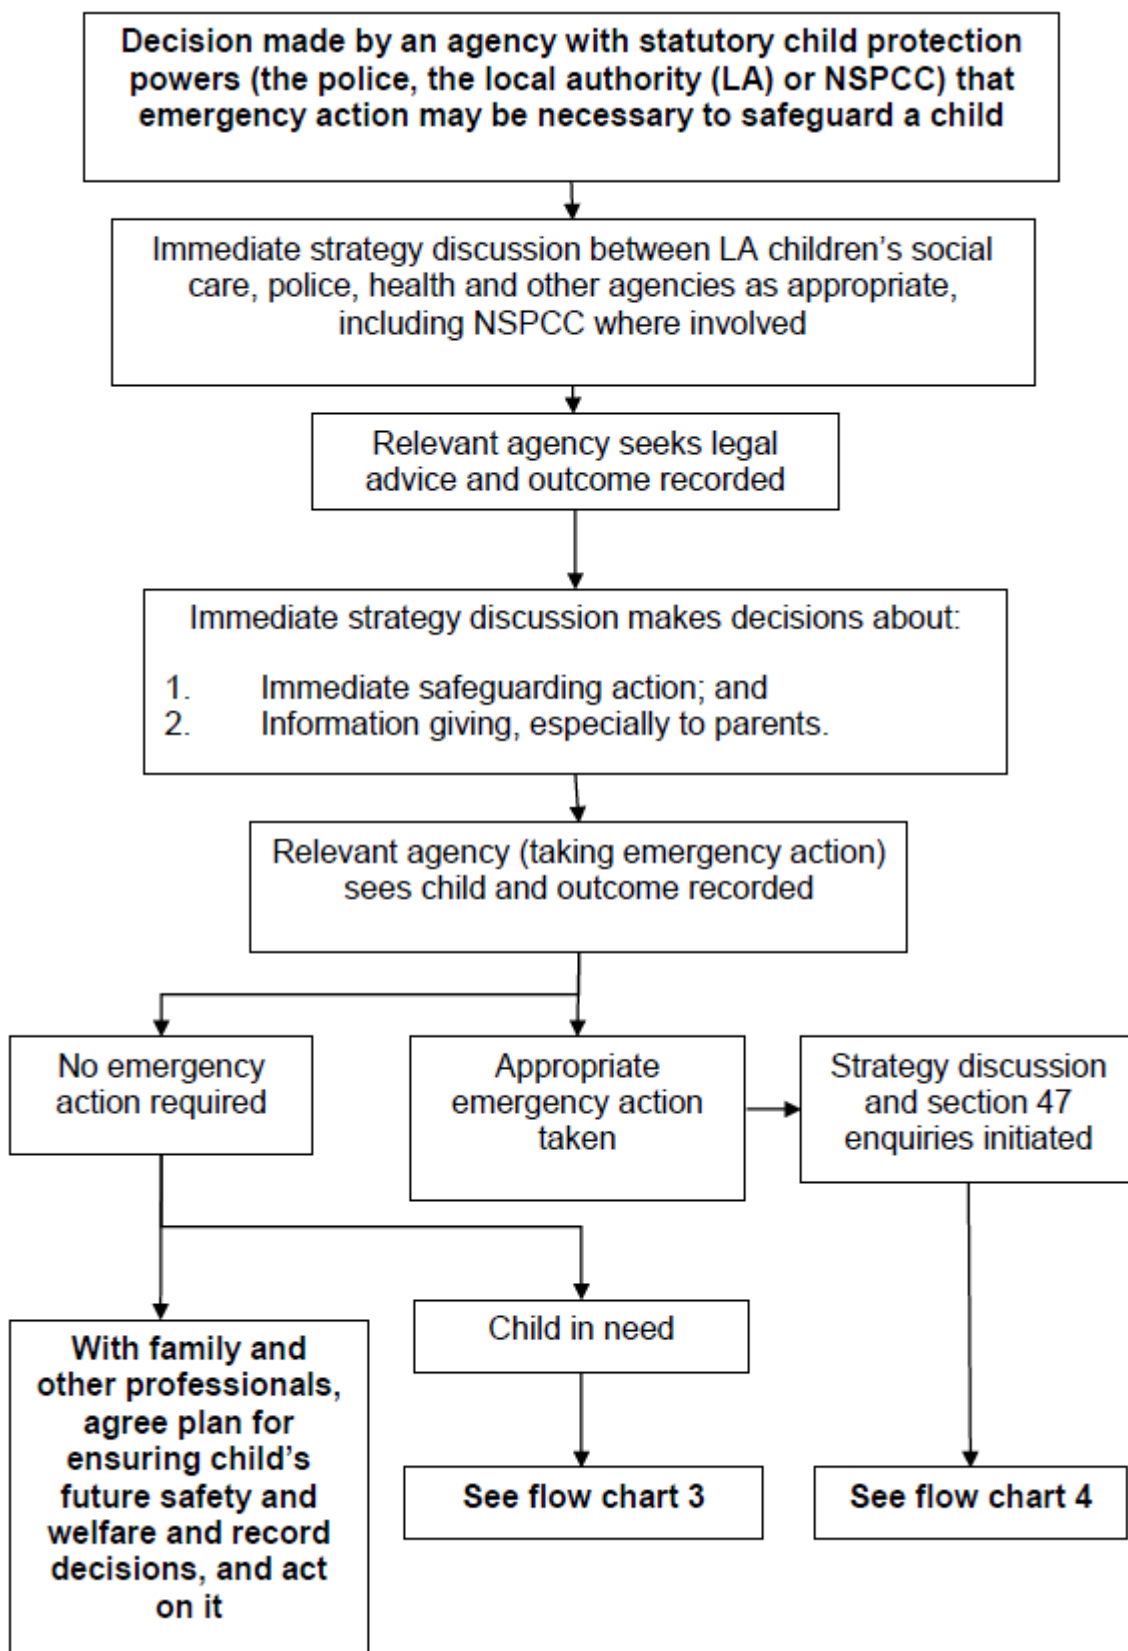 Decision made by an agency with statutory child protection
powers (the police, the local authority (LA) or NSPCC) that
emergency action may be necessary to safeguard a child
Immediate strategy discussion between LA children's social
care, police, health and other agencies as appropriate,
including NSPCC where involved
Relevant agency seeks legal
advice and outcome recorded
Immediate strategy discussion makes decisions about:
1. Immediate safeguarding action; and
2. Information giving, especially to parents.
Relevant agency (taking emergency action)
sees child and outcome recorded
No emergency
action required
Appropriate
emergency action
taken
Strategy discussion
and section 47
enquiries initiated
With family and
other professionals,
agree plan for
ensuring child's
future safety and
welfare and record
decisions, and act
on it
Child in need
See flow chart 3
See flow chart 4